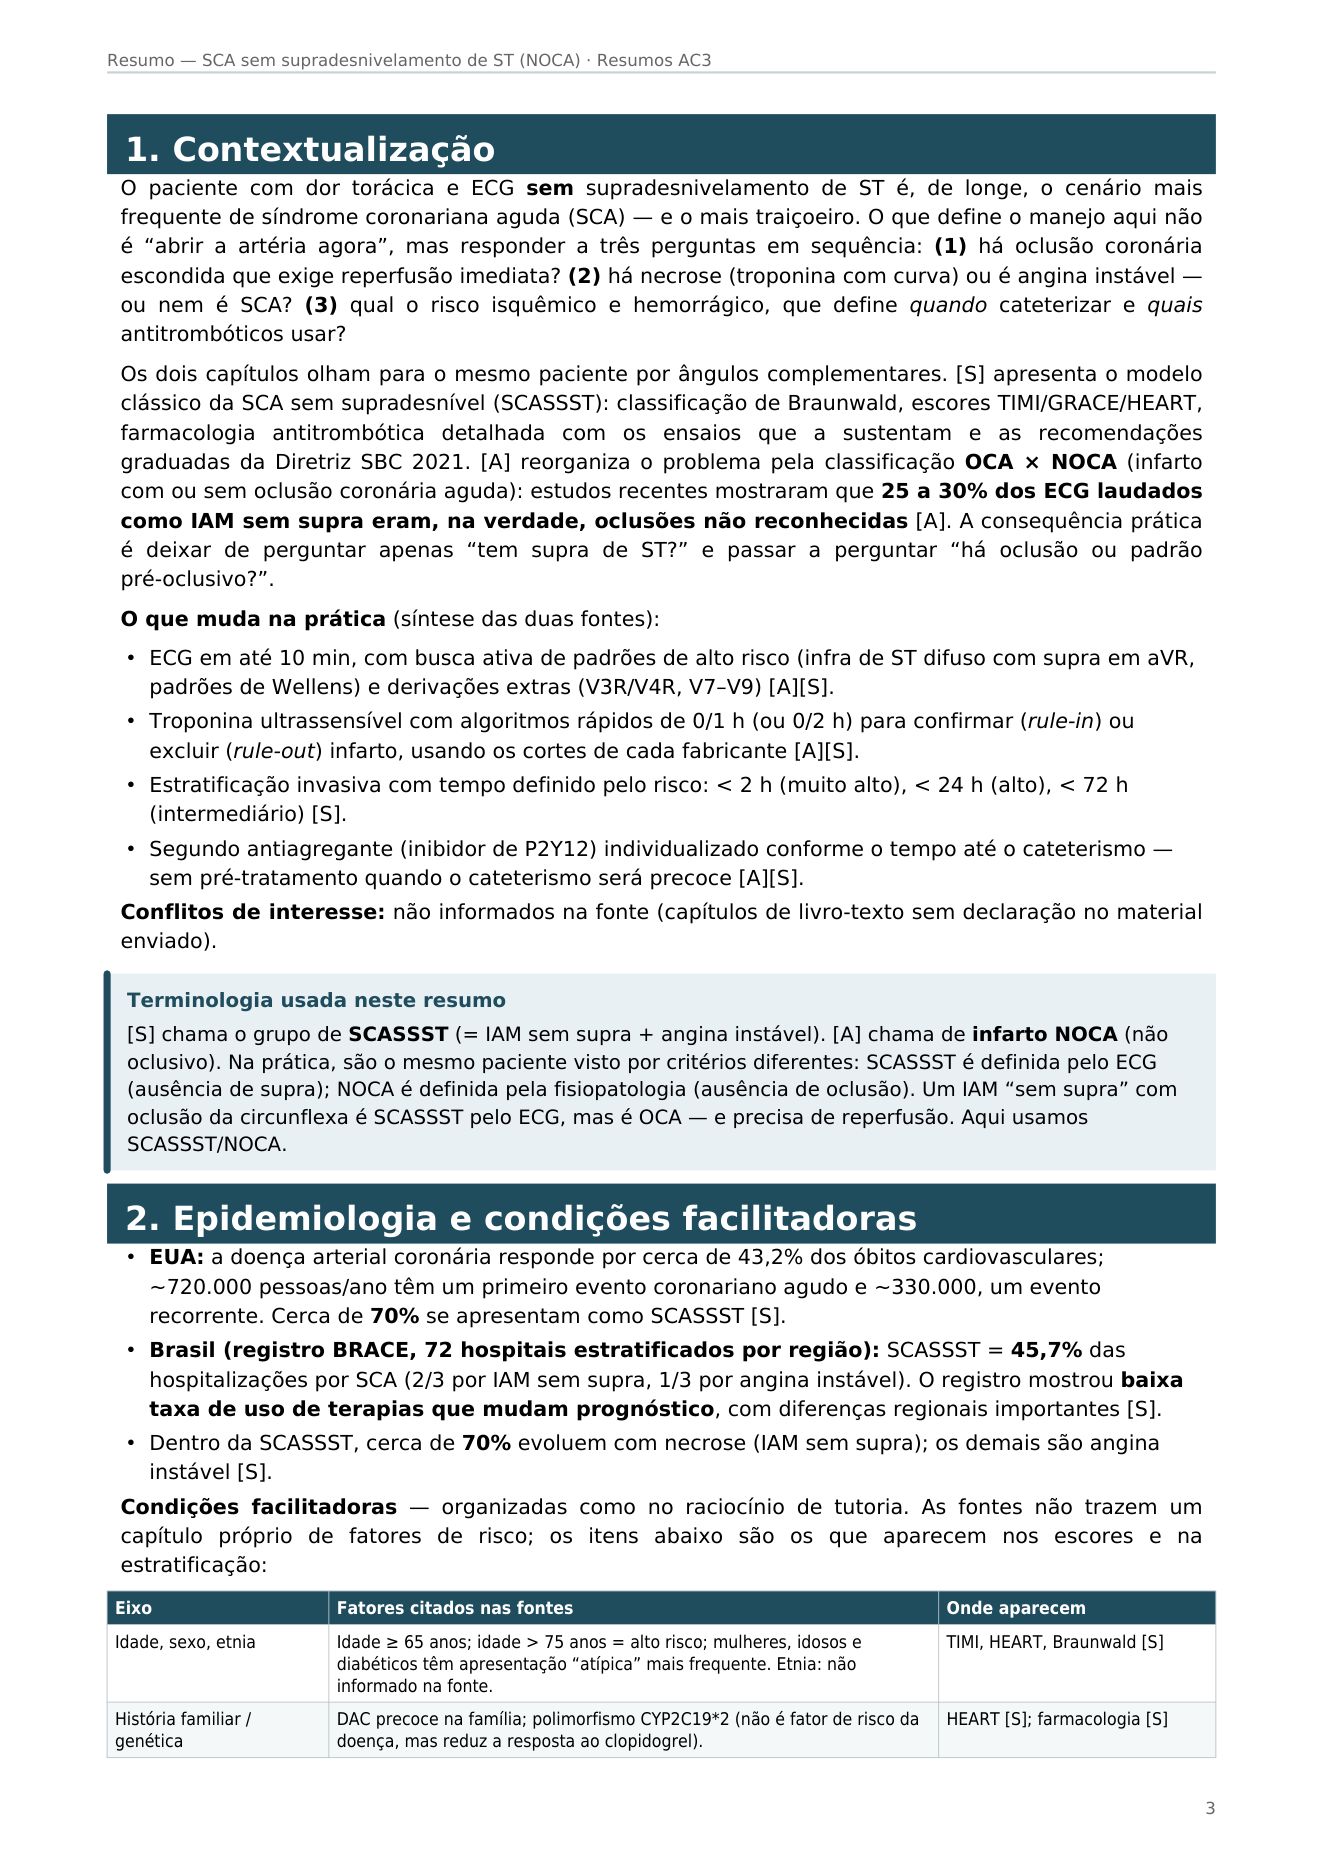 Resumo — SCA sem supradesnivelamento de ST (NOCA) · Resumos AC3
1. Contextualização
O paciente com dor torácica e ECG sem supradesnivelamento de ST é, de longe, o cenário mais
frequente de síndrome coronariana aguda (SCA) — e o mais traiçoeiro. O que define o manejo aqui não
é “abrir a artéria agora”, mas responder a três perguntas em sequência: (1) há oclusão coronária
escondida que exige reperfusão imediata? (2) há necrose (troponina com curva) ou é angina instável —
ou nem é SCA? (3) qual o risco isquêmico e hemorrágico, que define quando cateterizar e quais
antitrombóticos usar?
Os dois capítulos olham para o mesmo paciente por ângulos complementares. [S] apresenta o modelo
clássico da SCA sem supradesnível (SCASSST): classificação de Braunwald, escores TIMI/GRACE/HEART,
farmacologia antitrombótica detalhada com os ensaios que a sustentam e as recomendações
graduadas da Diretriz SBC 2021. [A] reorganiza o problema pela classificação OCA × NOCA (infarto
com ou sem oclusão coronária aguda): estudos recentes mostraram que 25 a 30% dos ECG laudados
como IAM sem supra eram, na verdade, oclusões não reconhecidas [A]. A consequência prática
é deixar de perguntar apenas “tem supra de ST?” e passar a perguntar “há oclusão ou padrão
pré-oclusivo?”.
O que muda na prática (síntese das duas fontes):
• ECG em até 10 min, com busca ativa de padrões de alto risco (infra de ST difuso com supra em aVR,
padrões de Wellens) e derivações extras (V3R/V4R, V7–V9) [A][S].
• Troponina ultrassensível com algoritmos rápidos de 0/1 h (ou 0/2 h) para confirmar (rule-in) ou
excluir (rule-out) infarto, usando os cortes de cada fabricante [A][S].
• Estratificação invasiva com tempo definido pelo risco: < 2 h (muito alto), < 24 h (alto), < 72 h
(intermediário) [S].
• Segundo antiagregante (inibidor de P2Y12) individualizado conforme o tempo até o cateterismo —
sem pré-tratamento quando o cateterismo será precoce [A][S].
Conflitos de interesse: não informados na fonte (capítulos de livro-texto sem declaração no material
enviado).
Terminologia usada neste resumo
[S] chama o grupo de SCASSST (= IAM sem supra + angina instável). [A] chama de infarto NOCA (não
oclusivo). Na prática, são o mesmo paciente visto por critérios diferentes: SCASSST é definida pelo ECG
(ausência de supra); NOCA é definida pela fisiopatologia (ausência de oclusão). Um IAM “sem supra” com
oclusão da circunflexa é SCASSST pelo ECG, mas é OCA — e precisa de reperfusão. Aqui usamos
SCASSST/NOCA.
2. Epidemiologia e condições facilitadoras
• EUA: a doença arterial coronária responde por cerca de 43,2% dos óbitos cardiovasculares;
~720.000 pessoas/ano têm um primeiro evento coronariano agudo e ~330.000, um evento
recorrente. Cerca de 70% se apresentam como SCASSST [S].
• Brasil (registro BRACE, 72 hospitais estratificados por região): SCASSST = 45,7% das
hospitalizações por SCA (2/3 por IAM sem supra, 1/3 por angina instável). O registro mostrou baixa
taxa de uso de terapias que mudam prognóstico, com diferenças regionais importantes [S].
• Dentro da SCASSST, cerca de 70% evoluem com necrose (IAM sem supra); os demais são angina
instável [S].
Condições facilitadoras — organizadas como no raciocínio de tutoria. As fontes não trazem um
capítulo próprio de fatores de risco; os itens abaixo são os que aparecem nos escores e na
estratificação:
Eixo Fatores citados nas fontes Onde aparecem
Idade, sexo, etnia Idade ≥ 65 anos; idade > 75 anos = alto risco; mulheres, idosos e TIMI, HEART, Braunwald [S]
diabéticos têm apresentação “atípica” mais frequente. Etnia: não
informado na fonte.
História familiar / DAC precoce na família; polimorfismo CYP2C19*2 (não é fator de risco da HEART [S]; farmacologia [S]
genética doença, mas reduz a resposta ao clopidogrel).
3